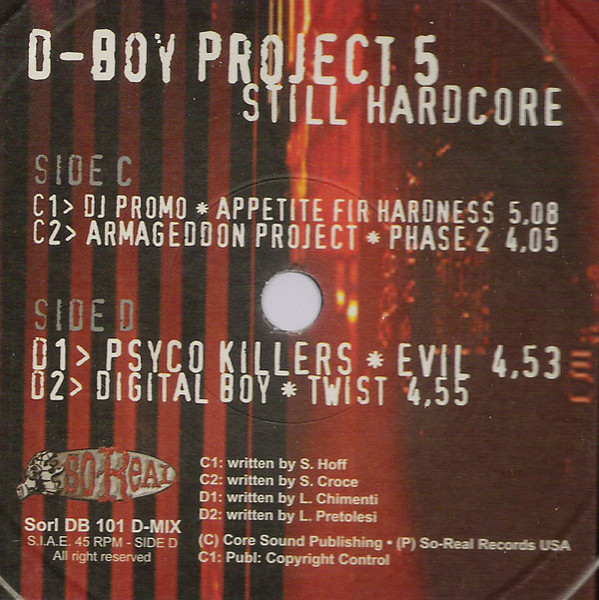 D-BOY PROJECT 5
STILL HARDCORE
SIDE C
C1> DJ PROMO * APPETITE FIR HARDNESS 5,08
C2> ARMAGEDDON PROJECT * PHASE 2 4,05
SIDE D
D1> PSYCO KILLERS * EVIL 4,53
D2> DIGITAL BOY * TWIST 4,55
SO-REAL
Sorl DB 101 D-MIX
S.I.A.E. 45 RPM - SIDE D
All right reserved
C1: written by S. Hoff
C2: written by S. Croce
D1: written by L. Chimenti
D2: written by L. Pretolesi
(C) Core Sound Publishing • (P) So-Real Records USA
C1: Publ: Copyright Control